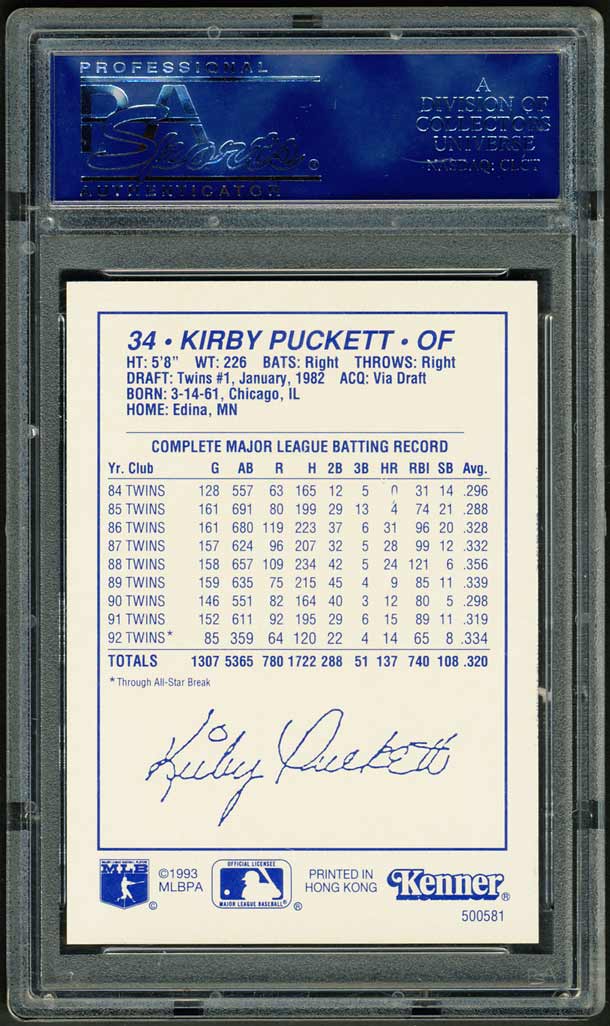 PROFESSIONAL
PSA
Sports®
AUTHENTICATOR
A
DIVISION OF
COLLECTORS
UNIVERSE
NASDAQ: CLCT
34 • KIRBY PUCKETT • OF
HT: 5'8" WT: 226 BATS: Right THROWS: Right
DRAFT: Twins #1, January, 1982 ACQ: Via Draft
BORN: 3-14-61, Chicago, IL
HOME: Edina, MN
COMPLETE MAJOR LEAGUE BATTING RECORD
Yr. Club G AB R H 2B 3B HR RBI SB Avg.
84 TWINS 128 557 63 165 12 5 0 31 14 .296
85 TWINS 161 691 80 199 29 13 4 74 21 .288
86 TWINS 161 680 119 223 37 6 31 96 20 .328
87 TWINS 157 624 96 207 32 5 28 99 12 .332
88 TWINS 158 657 109 234 42 5 24 121 6 .356
89 TWINS 159 635 75 215 45 4 9 85 11 .339
90 TWINS 146 551 82 164 40 3 12 80 5 .298
91 TWINS 152 611 92 195 29 6 15 89 11 .319
92 TWINS* 85 359 64 120 22 4 14 65 8 .334
TOTALS 1307 5365 780 1722 288 51 137 740 108 .320
*Through All-Star Break
Kirby Puckett
MLB
©
©1993
MLBPA
OFFICIAL LICENSEE
MAJOR LEAGUE BASEBALL®
PRINTED IN
HONG KONG
Kenner®
500581